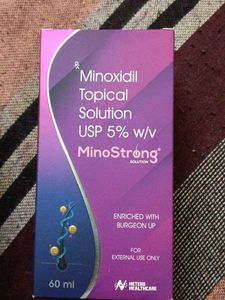 Rx
Minoxidil
Topical
Solution
USP 5% w/v
MinoStrong®
SOLUTION
ENRICHED WITH
BURGEON UP
FOR
EXTERNAL USE ONLY
60 ml
HETERO
HEALTHCARE